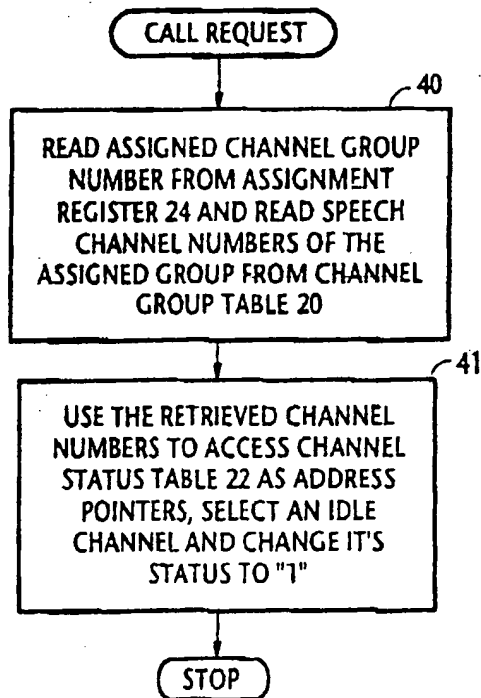 CALL REQUEST
40
READ ASSIGNED CHANNEL GROUP
NUMBER FROM ASSIGNMENT
REGISTER 24 AND READ SPEECH
CHANNEL NUMBERS OF THE
ASSIGNED GROUP FROM CHANNEL
GROUP TABLE 20
41
USE THE RETRIEVED CHANNEL
NUMBERS TO ACCESS CHANNEL
STATUS TABLE 22 AS ADDRESS
POINTERS, SELECT AN IDLE
CHANNEL AND CHANGE IT'S
STATUS TO "1"
STOP